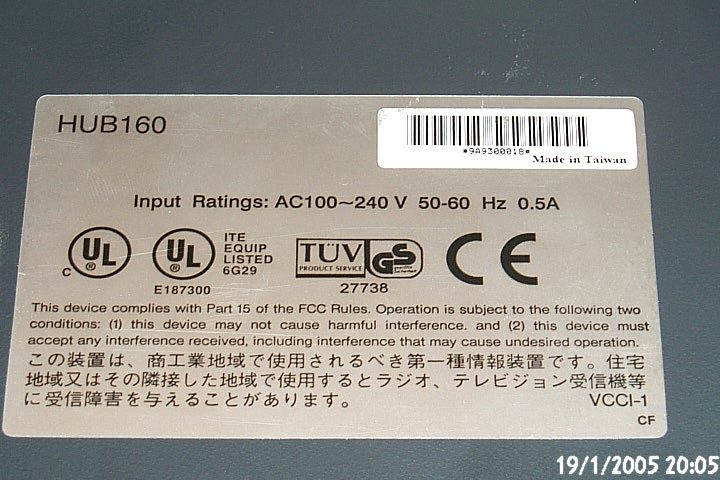 HUB160
*9A9300018*
Made in Taiwan
Input Ratings: AC100~240 V 50-60 Hz 0.5A
C UL ®
UL ®
E187300
ITE
EQUIP
LISTED
6G29
TÜV
PRODUCT SERVICE
GS
27738
CE
This device complies with Part 15 of the FCC Rules. Operation is subject to the following two
conditions: (1) this device may not cause harmful interference. and (2) this device must
accept any interference received, including interference that may cause undesired operation.
この装置は、商工業地域で使用されるべき第一種情報装置です。住宅
地域又はその隣接した地域で使用するとラジオ、テレビジョン受信機等
に受信障害を与えることがあります。
VCCI-1
CF
19/1/2005 20:05